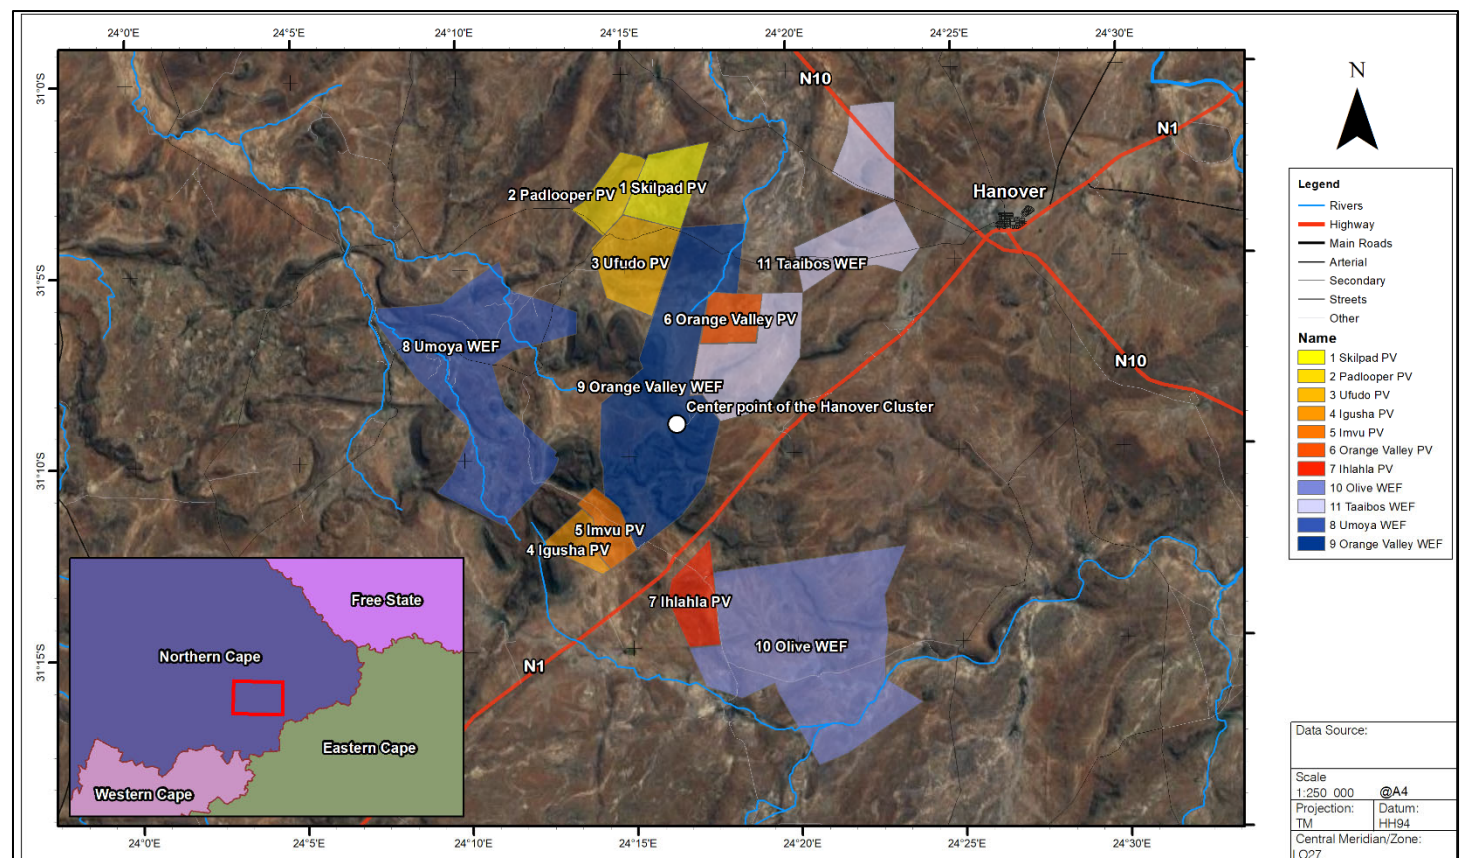 24°0'E 24°5'E 24°10'E 24°15'E 24°20'E 24°25'E 24°30'E
31°0'S
31°5'S
31°10'S
31°15'S
N10
N1
Hanover
2 Padlooper PV
1 Skilpad PV
3 Ufudo PV
11 Taaibos WEF
6 Orange Valley PV
8 Umoya WEF
N10
9 Orange Valley WEF
Center point of the Hanover Cluster
5 Imvu PV
4 Igusha PV
7 Ihlahla PV
10 Olive WEF
N1
Free State
Northern Cape
Eastern Cape
Western Cape
24°0'E 24°5'E 24°10'E 24°15'E 24°20'E 24°25'E 24°30'E
N
Legend
Rivers
Highway
Main Roads
Arterial
Secondary
Streets
Other
Name
1 Skilpad PV
2 Padlooper PV
3 Ufudo PV
4 Igusha PV
5 Imvu PV
6 Orange Valley PV
7 Ihlahla PV
10 Olive WEF
11 Taaibos WEF
8 Umoya WEF
9 Orange Valley WEF
Data Source:
Scale
1:250 000 @A4
Projection: Datum:
TM HH94
Central Meridian/Zone:
LO27